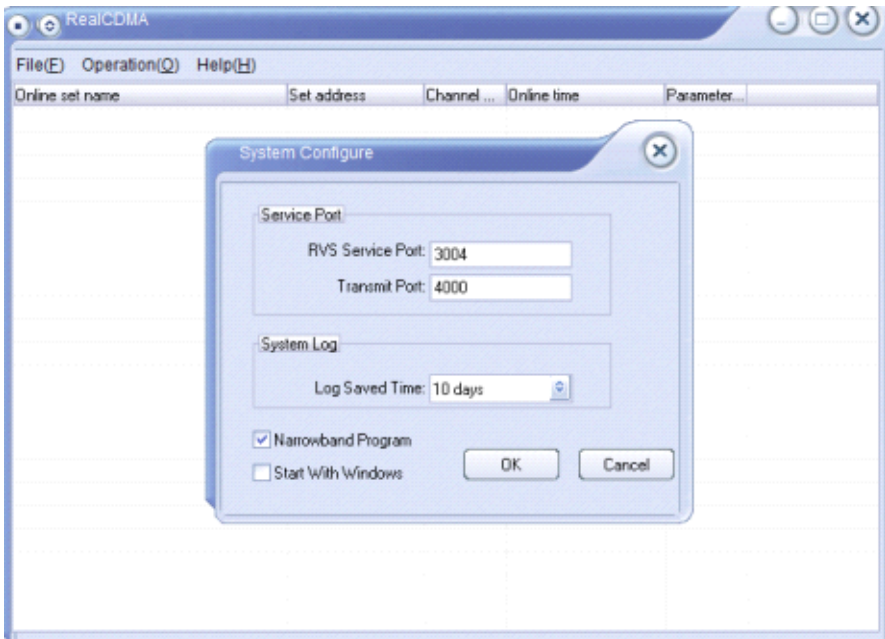 RealCDMA
File(F) Operation(O) Help(H)
Online set name Set address Channel ... Online time Parameter...
System Configure
Service Port
RVS Service Port: 3004
Transmit Port: 4000
System Log
Log Saved Time: 10 days
Narrowband Program
Start With Windows
OK Cancel